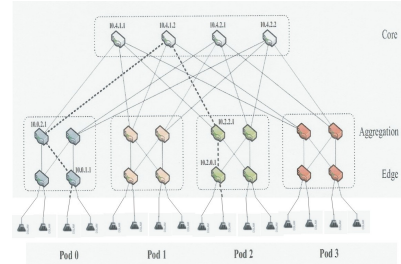 10.4.1.1 10.4.1.2 10.4.2.1 10.4.2.2
Core
10.0.2.1
10.2.2.1
Aggregation
10.0.1.1
10.2.0.1
Edge
Pod 0 Pod 1 Pod 2 Pod 3